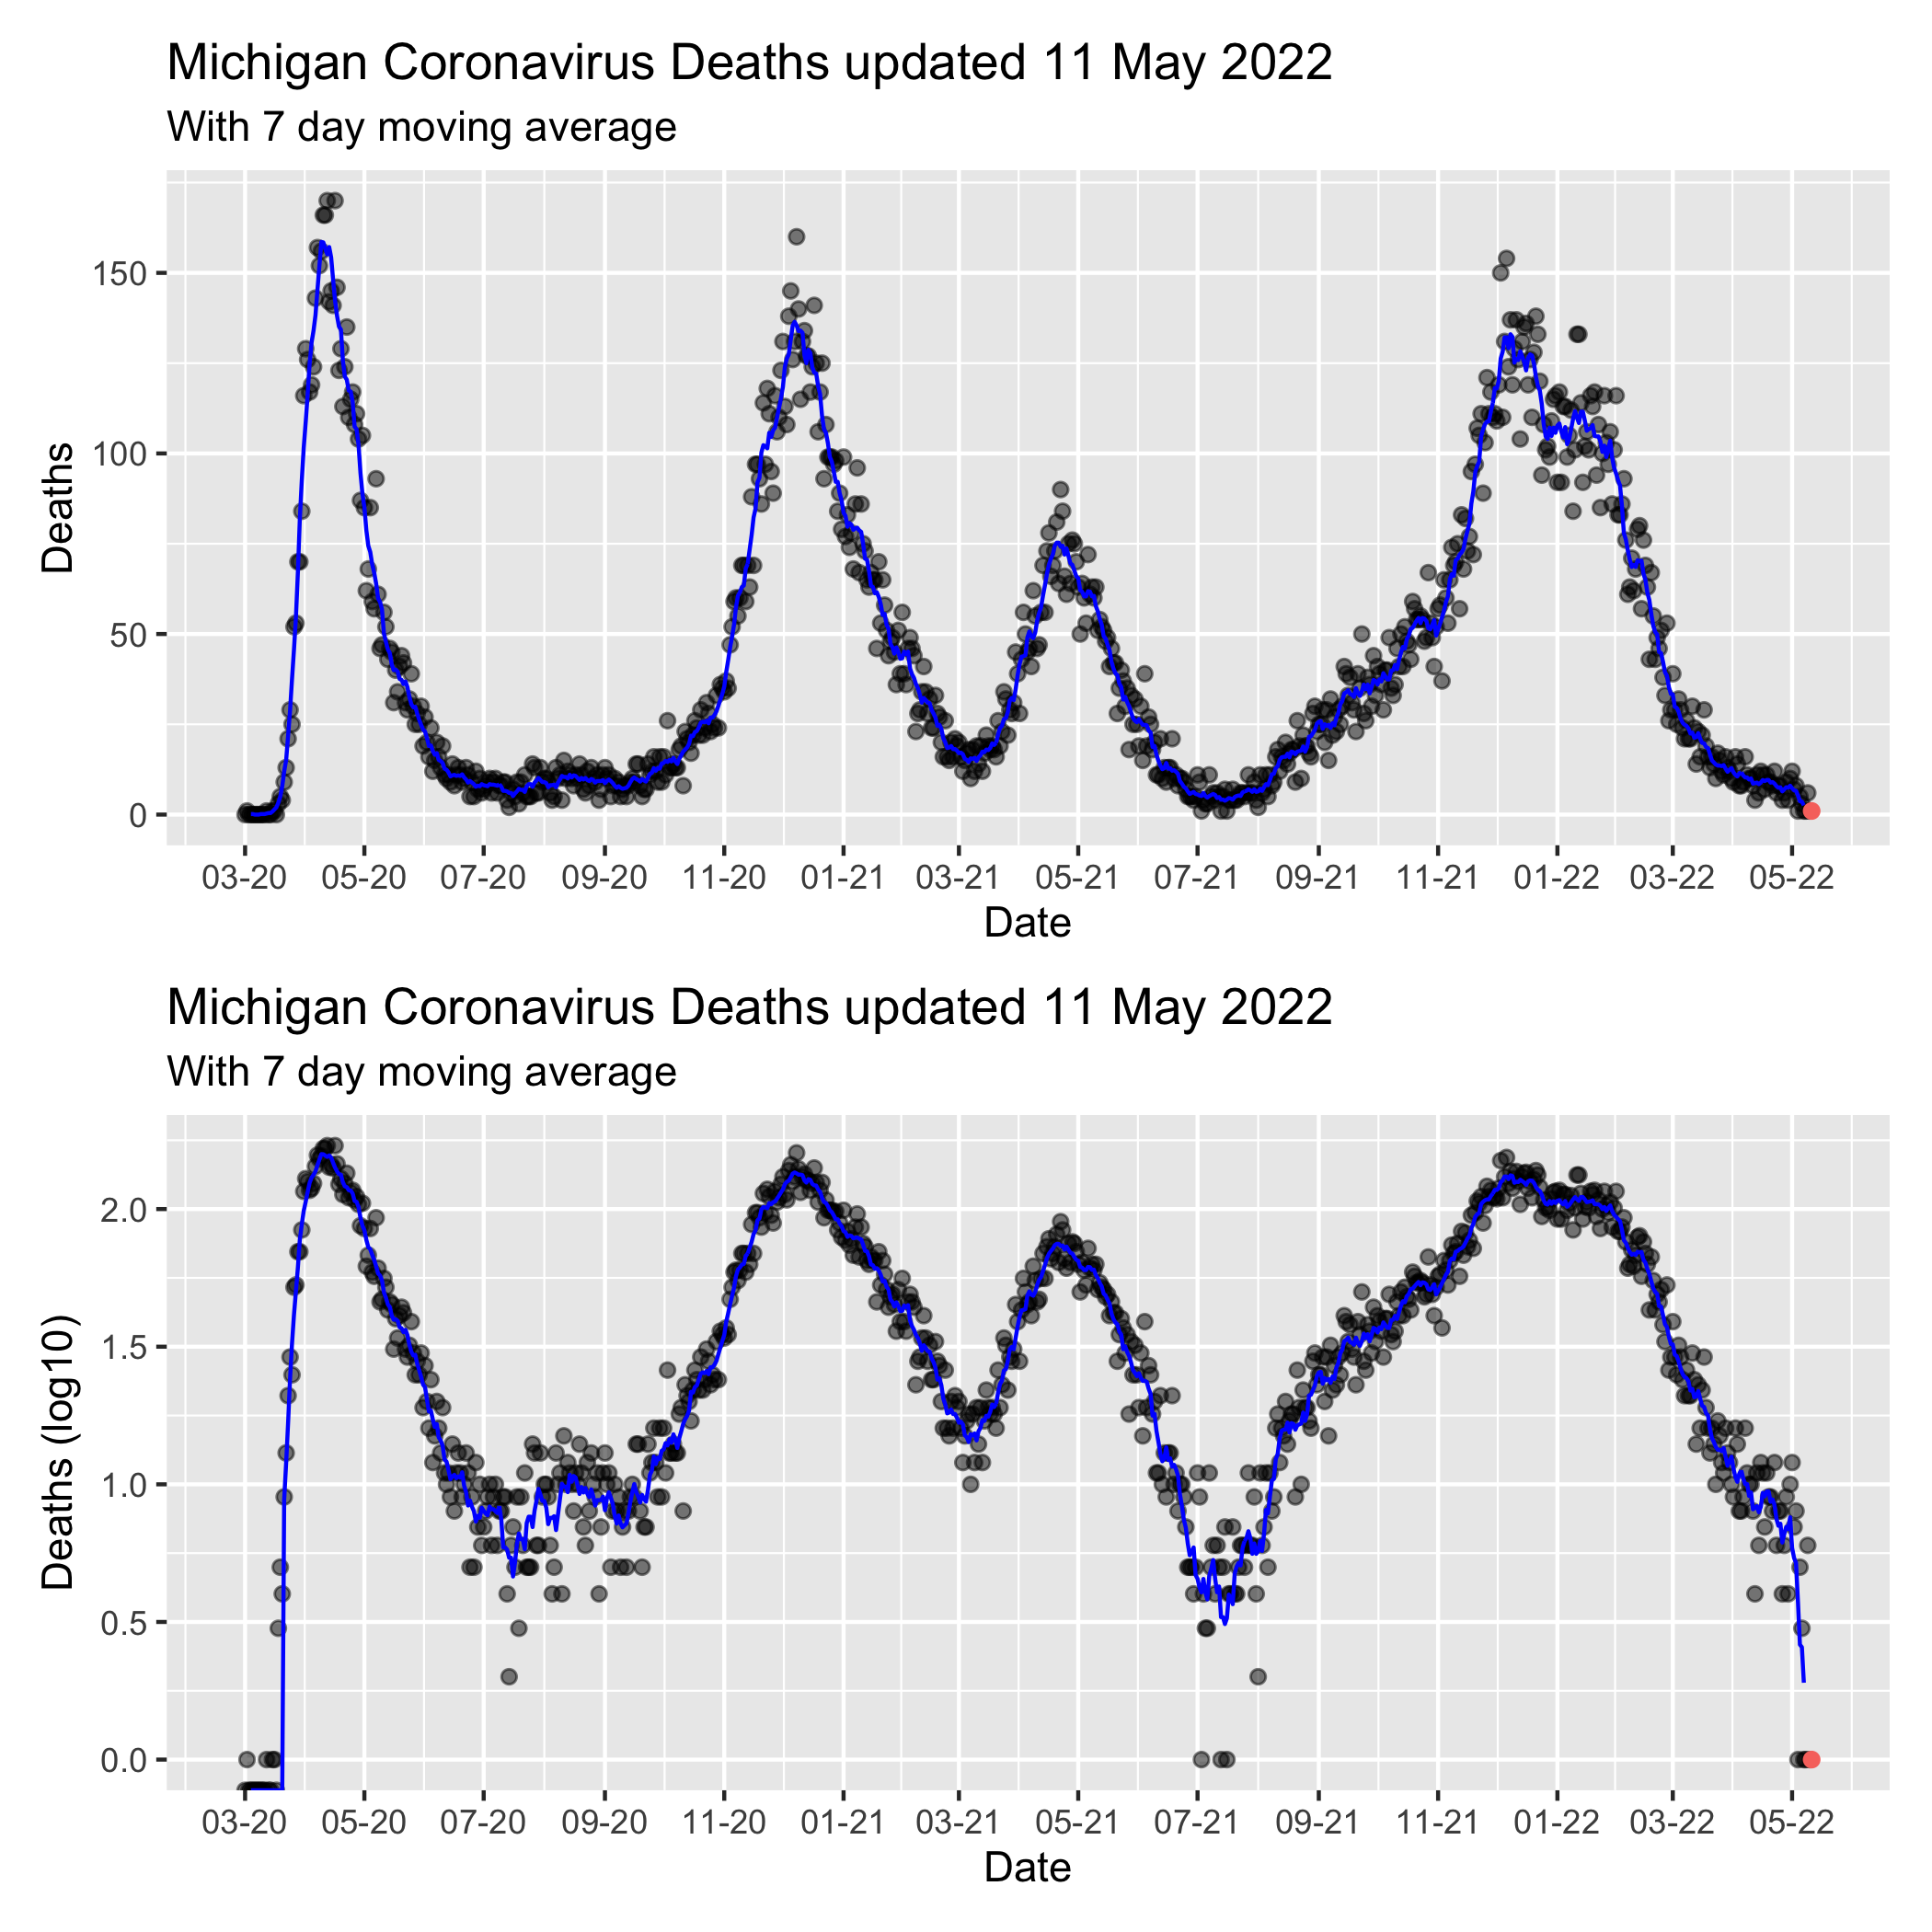 Michigan Coronavirus Deaths updated 11 May 2022
With 7 day moving average
150
100
50
0
Deaths
03-20 05-20 07-20 09-20 11-20 01-21 03-21 05-21 07-21 09-21 11-21 01-22 03-22 05-22
Date
Michigan Coronavirus Deaths updated 11 May 2022
With 7 day moving average
2.0
1.5
1.0
0.5
0.0
Deaths (log10)
03-20 05-20 07-20 09-20 11-20 01-21 03-21 05-21 07-21 09-21 11-21 01-22 03-22 05-22
Date